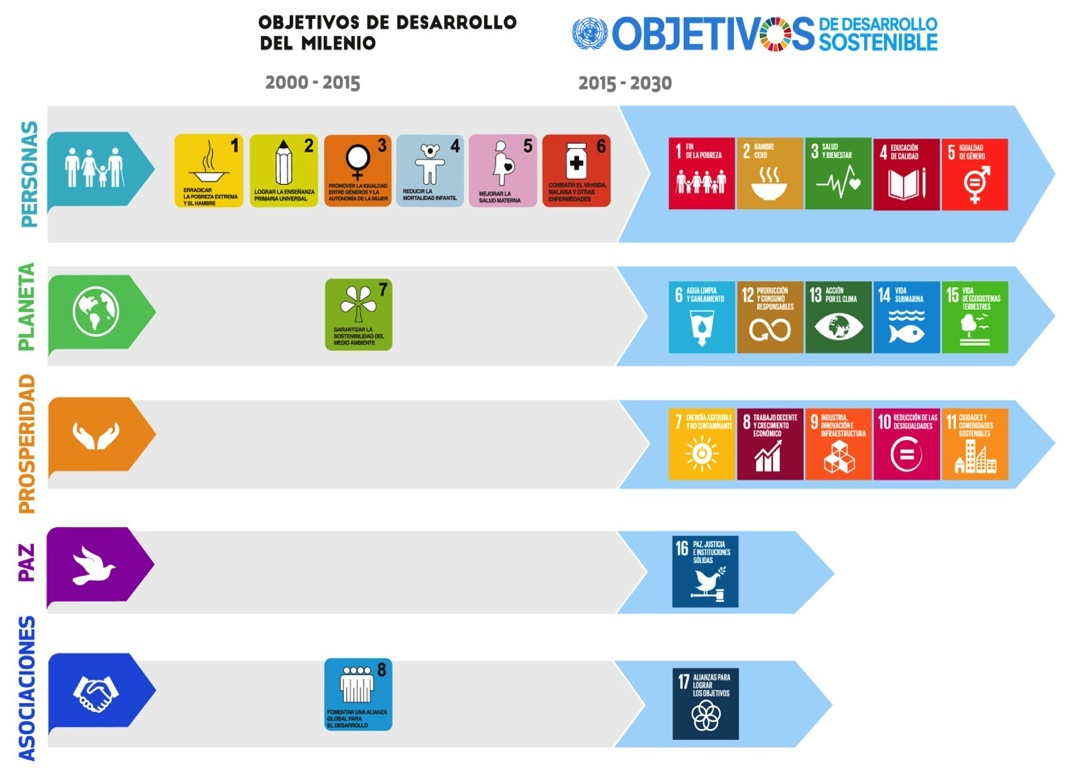 OBJETIVOS DE DESARROLLO
DEL MILENIO
OBJETIVOS
DE DESARROLLO
SOSTENIBLE
2000 - 2015
2015 - 2030
PERSONAS
1
ERRADICAR
LA POBREZA EXTREMA
Y EL HAMBRE
2
LOGRAR LA ENSEÑANZA
PRIMARIA UNIVERSAL
3
PROMOVER LA IGUALDAD
ENTRE GÉNEROS Y LA
AUTONOMÍA DE LA MUJER
4
REDUCIR LA
MORTALIDAD INFANTIL
5
MEJORAR LA
SALUD MATERNA
6
COMBATIR EL VIH/SIDA,
MALARIA Y OTRAS
ENFERMEDADES
1 FIN
DE LA POBREZA
2 HAMBRE
CERO
3 SALUD
Y BIENESTAR
4 EDUCACIÓN
DE CALIDAD
5 IGUALDAD
DE GÉNERO
PLANETA
7
GARANTIZAR LA
SOSTENIBILIDAD DEL
MEDIO AMBIENTE
6 AGUA LIMPIA
Y SANEAMIENTO
12 PRODUCCIÓN
Y CONSUMO
RESPONSABLES
13 ACCIÓN
POR EL CLIMA
14 VIDA
SUBMARINA
15 VIDA
DE ECOSISTEMAS
TERRESTRES
PROSPERIDAD
7 ENERGÍA ASEQUIBLE
Y NO CONTAMINANTE
8 TRABAJO DECENTE
Y CRECIMIENTO
ECONÓMICO
9 INDUSTRIA,
INNOVACIÓN E
INFRAESTRUCTURA
10 REDUCCIÓN DE LAS
DESIGUALDADES
11 CIUDADES Y
COMUNIDADES
SOSTENIBLES
PAZ
16 PAZ, JUSTICIA
E INSTITUCIONES
SÓLIDAS
ASOCIACIONES
8
FOMENTAR UNA ALIANZA
GLOBAL PARA
EL DESARROLLO
17 ALIANZAS PARA
LOGRAR
LOS OBJETIVOS